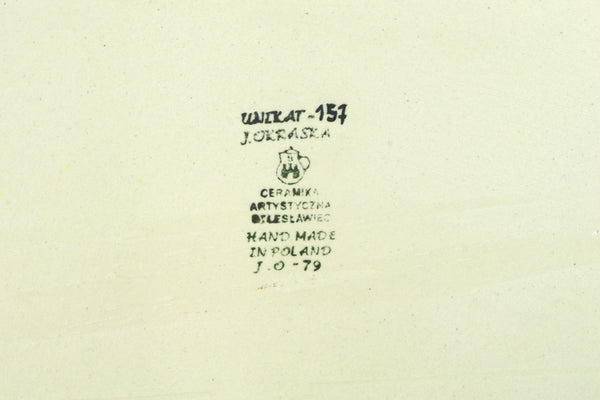 UNIKAT-157
J.OKRASKA
CERAMIKA
ARTYSTYCZNA
BOLESŁAWIEC
HAND MADE
IN POLAND
J.O-79